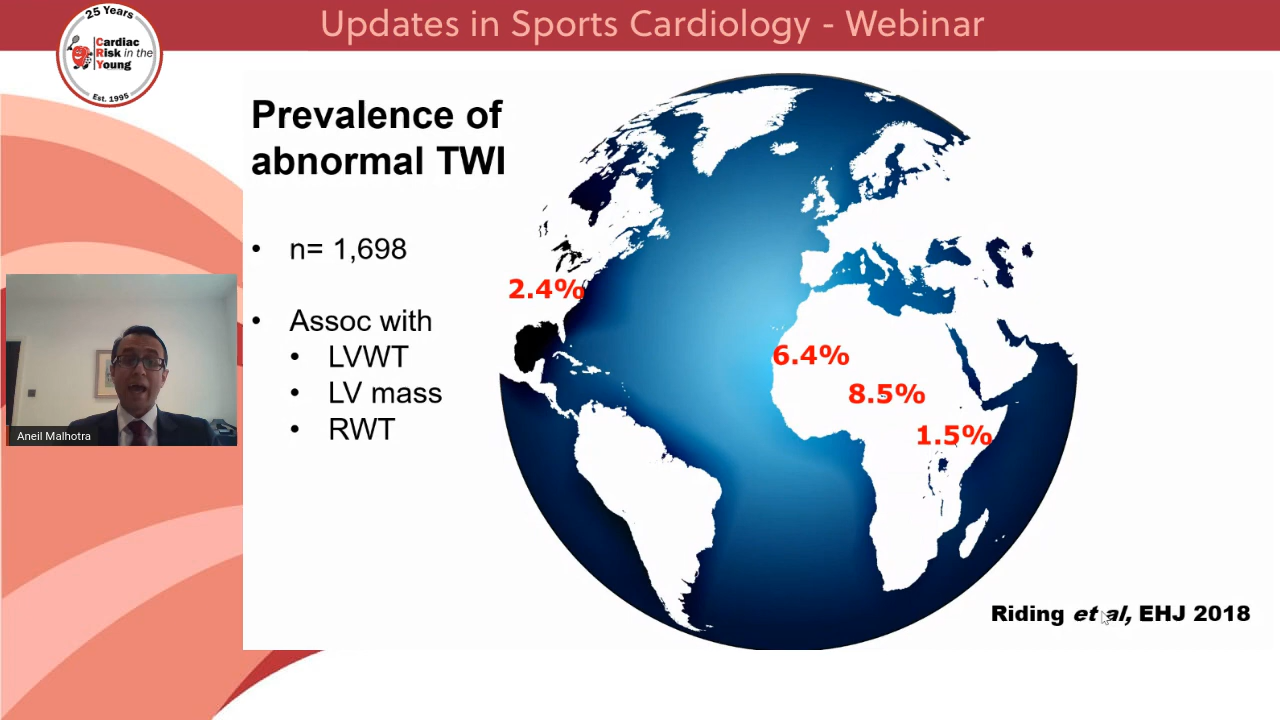 Updates in Sports Cardiology - Webinar
25 Years
Cardiac
Risk in the
Young
Est. 1995
Prevalence of
abnormal TWI
• n= 1,698
• Assoc with
• LVWT
• LV mass
• RWT
2.4%
6.4%
8.5%
1.5%
Aneil Malhotra
Riding et al, EHJ 2018